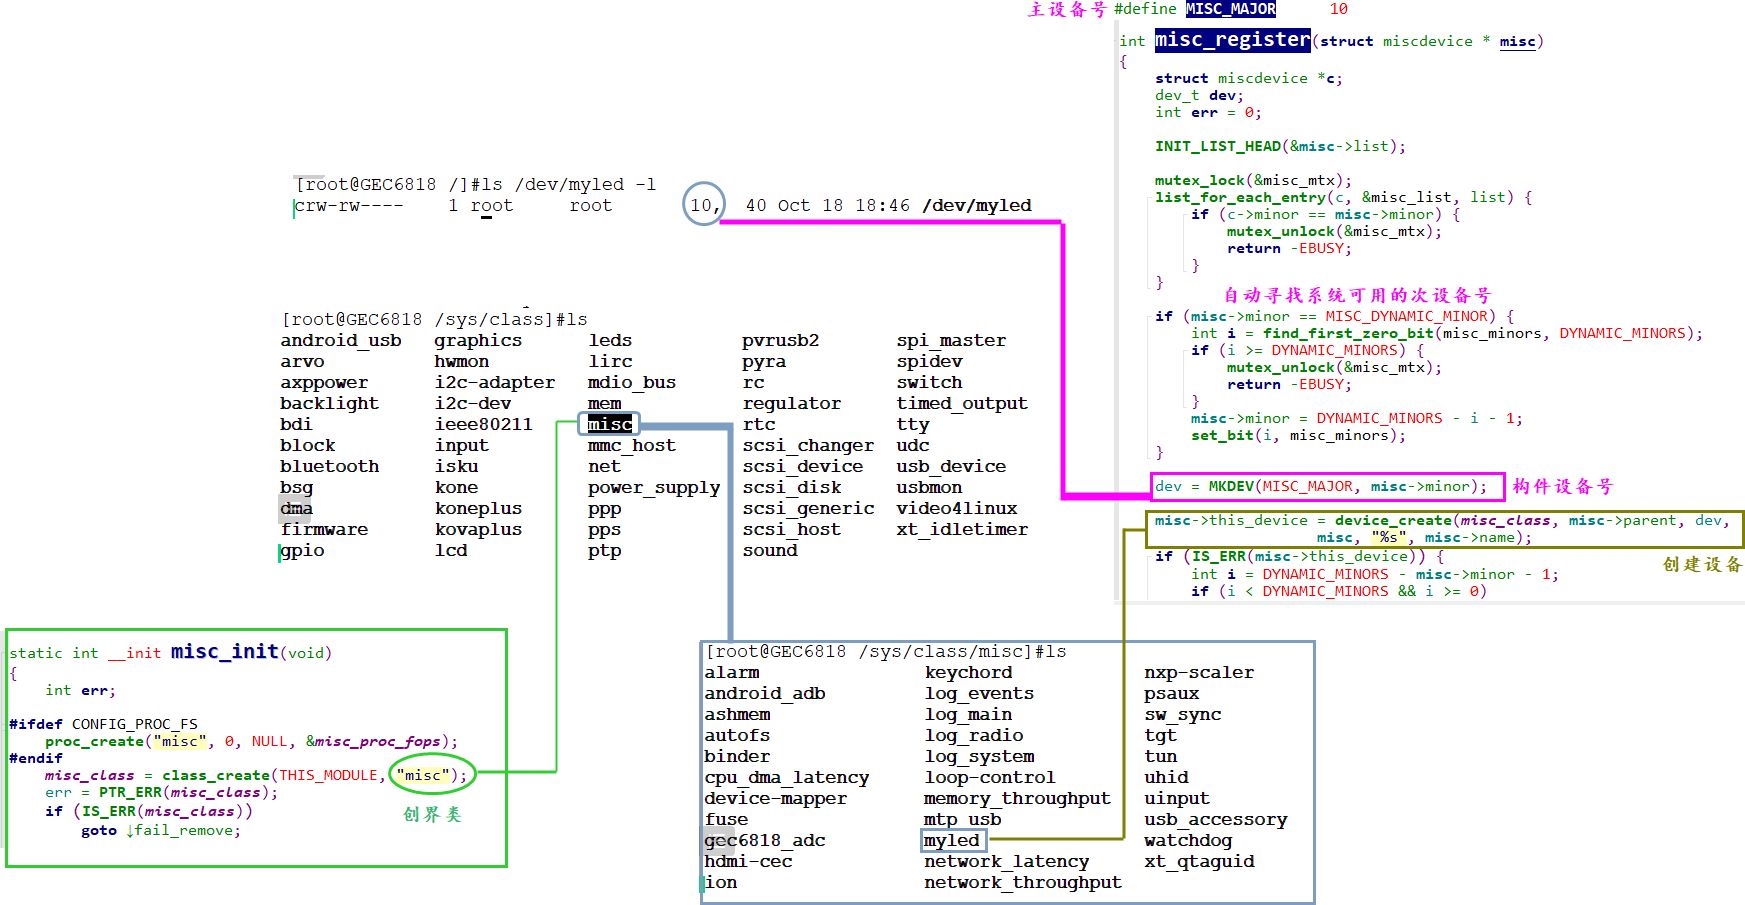 主设备号 #define MISC_MAJOR 10
int misc_register(struct miscdevice * misc)
{
struct miscdevice *c;
dev_t dev;
int err = 0;
INIT_LIST_HEAD(&misc->list);
mutex_lock(&misc_mtx);
list_for_each_entry(c, &misc_list, list) {
if (c->minor == misc->minor) {
mutex_unlock(&misc_mtx);
return -EBUSY;
}
}
自动寻找系统可用的次设备号
if (misc->minor == MISC_DYNAMIC_MINOR) {
int i = find_first_zero_bit(misc_minors, DYNAMIC_MINORS);
if (i >= DYNAMIC_MINORS) {
mutex_unlock(&misc_mtx);
return -EBUSY;
}
misc->minor = DYNAMIC_MINORS - i - 1;
set_bit(i, misc_minors);
}
dev = MKDEV(MISC_MAJOR, misc->minor); 构件设备号
misc->this_device = device_create(misc_class, misc->parent, dev,
misc, "%s", misc->name);
创建设备
if (IS_ERR(misc->this_device)) {
int i = DYNAMIC_MINORS - misc->minor - 1;
if (i < DYNAMIC_MINORS && i >= 0)
[root@GEC6818 /]#ls /dev/myled -l
crw-rw---- 1 root root 10, 40 Oct 18 18:46 /dev/myled
[root@GEC6818 /sys/class]#ls
android_usb graphics leds pvrusb2 spi_master
arvo hwmon lirc pyra spidev
axppower i2c-adapter mdio_bus rc switch
backlight i2c-dev mem regulator timed_output
bdi ieee80211 misc rtc tty
block input mmc_host scsi_changer udc
bluetooth isku net scsi_device usb_device
bsg kone power_supply scsi_disk usbmon
dma koneplus ppp scsi_generic video4linux
firmware kovaplus pps scsi_host xt_idletimer
gpio lcd ptp sound
static int __init misc_init(void)
{
int err;
#ifdef CONFIG_PROC_FS
proc_create("misc", 0, NULL, &misc_proc_fops);
#endif
misc_class = class_create(THIS_MODULE, "misc");
err = PTR_ERR(misc_class);
if (IS_ERR(misc_class))
创界类
goto ↓fail_remove;
[root@GEC6818 /sys/class/misc]#ls
alarm keychord nxp-scaler
android_adb log_events psaux
ashmem log_main sw_sync
autofs log_radio tgt
binder log_system tun
cpu_dma_latency loop-control uhid
device-mapper memory_throughput uinput
fuse mtp_usb usb_accessory
gec6818_adc myled watchdog
hdmi-cec network_latency xt_qtaguid
ion network_throughput